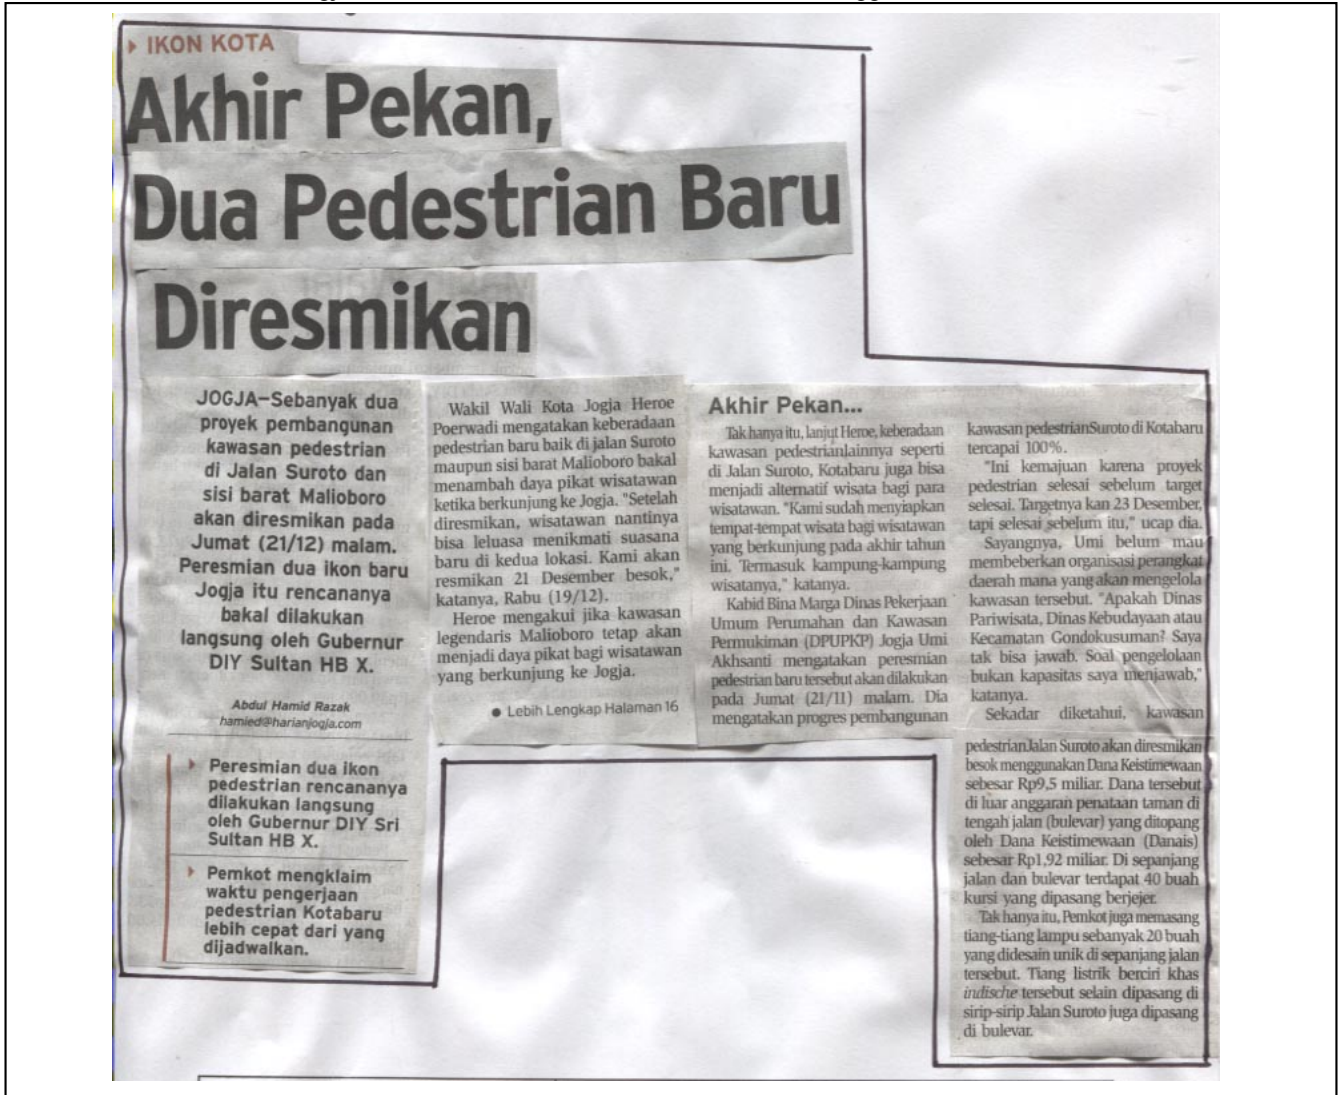 IKON KOTA
Akhir Pekan,
Dua Pedestrian Baru
Diresmikan
JOGJA—Sebanyak dua
proyek pembangunan
kawasan pedestrian
di Jalan Suroto dan
sisi barat Malioboro
akan diresmikan pada
Jumat (21/12) malam.
Peresmian dua ikon baru
Jogja itu rencananya
bakal dilakukan
langsung oleh Gubernur
DIY Sultan HB X.
Abdul Hamid Razak
hamied@harianjogja.com
Peresmian dua ikon
pedestrian rencananya
dilakukan langsung
oleh Gubernur DIY Sri
Sultan HB X.
Pemkot mengklaim
waktu pengerjaan
pedestrian Kotabaru
lebih cepat dari yang
dijadwalkan.
Wakil Wali Kota Jogja Heroe
Poerwadi mengatakan keberadaan
pedestrian baru baik di jalan Suroto
maupun sisi barat Malioboro bakal
menambah daya pikat wisatawan
ketika berkunjung ke Jogja. "Setelah
diresmikan, wisatawan nantinya
bisa leluasa menikmati suasana
baru di kedua lokasi. Kami akan
resmikan 21 Desember besok,"
katanya, Rabu (19/12).
Heroe mengakui jika kawasan
legendaris Malioboro tetap akan
menjadi daya pikat bagi wisatawan
yang berkunjung ke Jogja.
● Lebih Lengkap Halaman 16
Akhir Pekan...
Tak hanya itu, lanjut Heroe, keberadaan
kawasan pedestrianlainnya seperti
di Jalan Suroto, Kotabaru juga bisa
menjadi alternatif wisata bagi para
wisatawan. "Kami sudah menyiapkan
tempat-tempat wisata bagi wisatawan
yang berkunjung pada akhir tahun
ini. Termasuk kampung-kampung
wisatanya," katanya.
Kabid Bina Marga Dinas Pekerjaan
Umum Perumahan dan Kawasan
Permukiman (DPUPKP) Jogja Umi
Akhsanti mengatakan peresmian
pedestrian baru tersebut akan dilakukan
pada Jumat (21/11) malam. Dia
mengatakan progres pembangunan
kawasan pedestrianSuroto di Kotabaru
tercapai 100%.
"Ini kemajuan karena proyek
pedestrian selesai sebelum target
selesai. Targetnya kan 23 Desember,
tapi selesai sebelum itu," ucap dia.
Sayangnya, Umi belum mau
membeberkan organisasi perangkat
daerah mana yang akan mengelola
kawasan tersebut. "Apakah Dinas
Pariwisata, Dinas Kebudayaan atau
Kecamatan Gondokusuman? Saya
tak bisa jawab. Soal pengelolaan
bukan kapasitas saya menjawab,"
katanya.
Sekadar diketahui, kawasan
pedestrianJalan Suroto akan diresmikan
besok menggunakan Dana Keistimewaan
sebesar Rp9,5 miliar. Dana tersebut
di luar anggaran penataan taman di
tengah jalan (bulevar) yang ditopang
oleh Dana Keistimewaan (Danais)
sebesar Rp1,92 miliar. Di sepanjang
jalan dan bulevar terdapat 40 buah
kursi yang dipasang berjejer.
Tak hanya itu, Pemkot juga memasang
tiang-tiang lampu sebanyak 20 buah
yang didesain unik di sepanjang jalan
tersebut. Tiang listrik berciri khas
indische tersebut selain dipasang di
sirip-sirip Jalan Suroto juga dipasang
di bulevar.